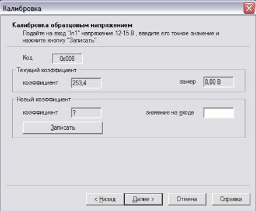 Калибровка
Калибровка образцовым напряжением
Подайте на вход "In1" напряжение 12-15 В , введите его точное значение и
нажмите кнопку "Записать".
Код 0x008
Текущий коэффициент
коэффициент 253,4 замер 8,00 В
Новый коэффициент
коэффициент ? значение на входе
Записать
< Назад Далее > Отмена Справка